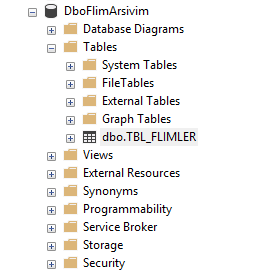 DboFlimArsivim
Database Diagrams
Tables
System Tables
FileTables
External Tables
Graph Tables
dbo.TBL_FLIMLER
Views
External Resources
Synonyms
Programmability
Service Broker
Storage
Security